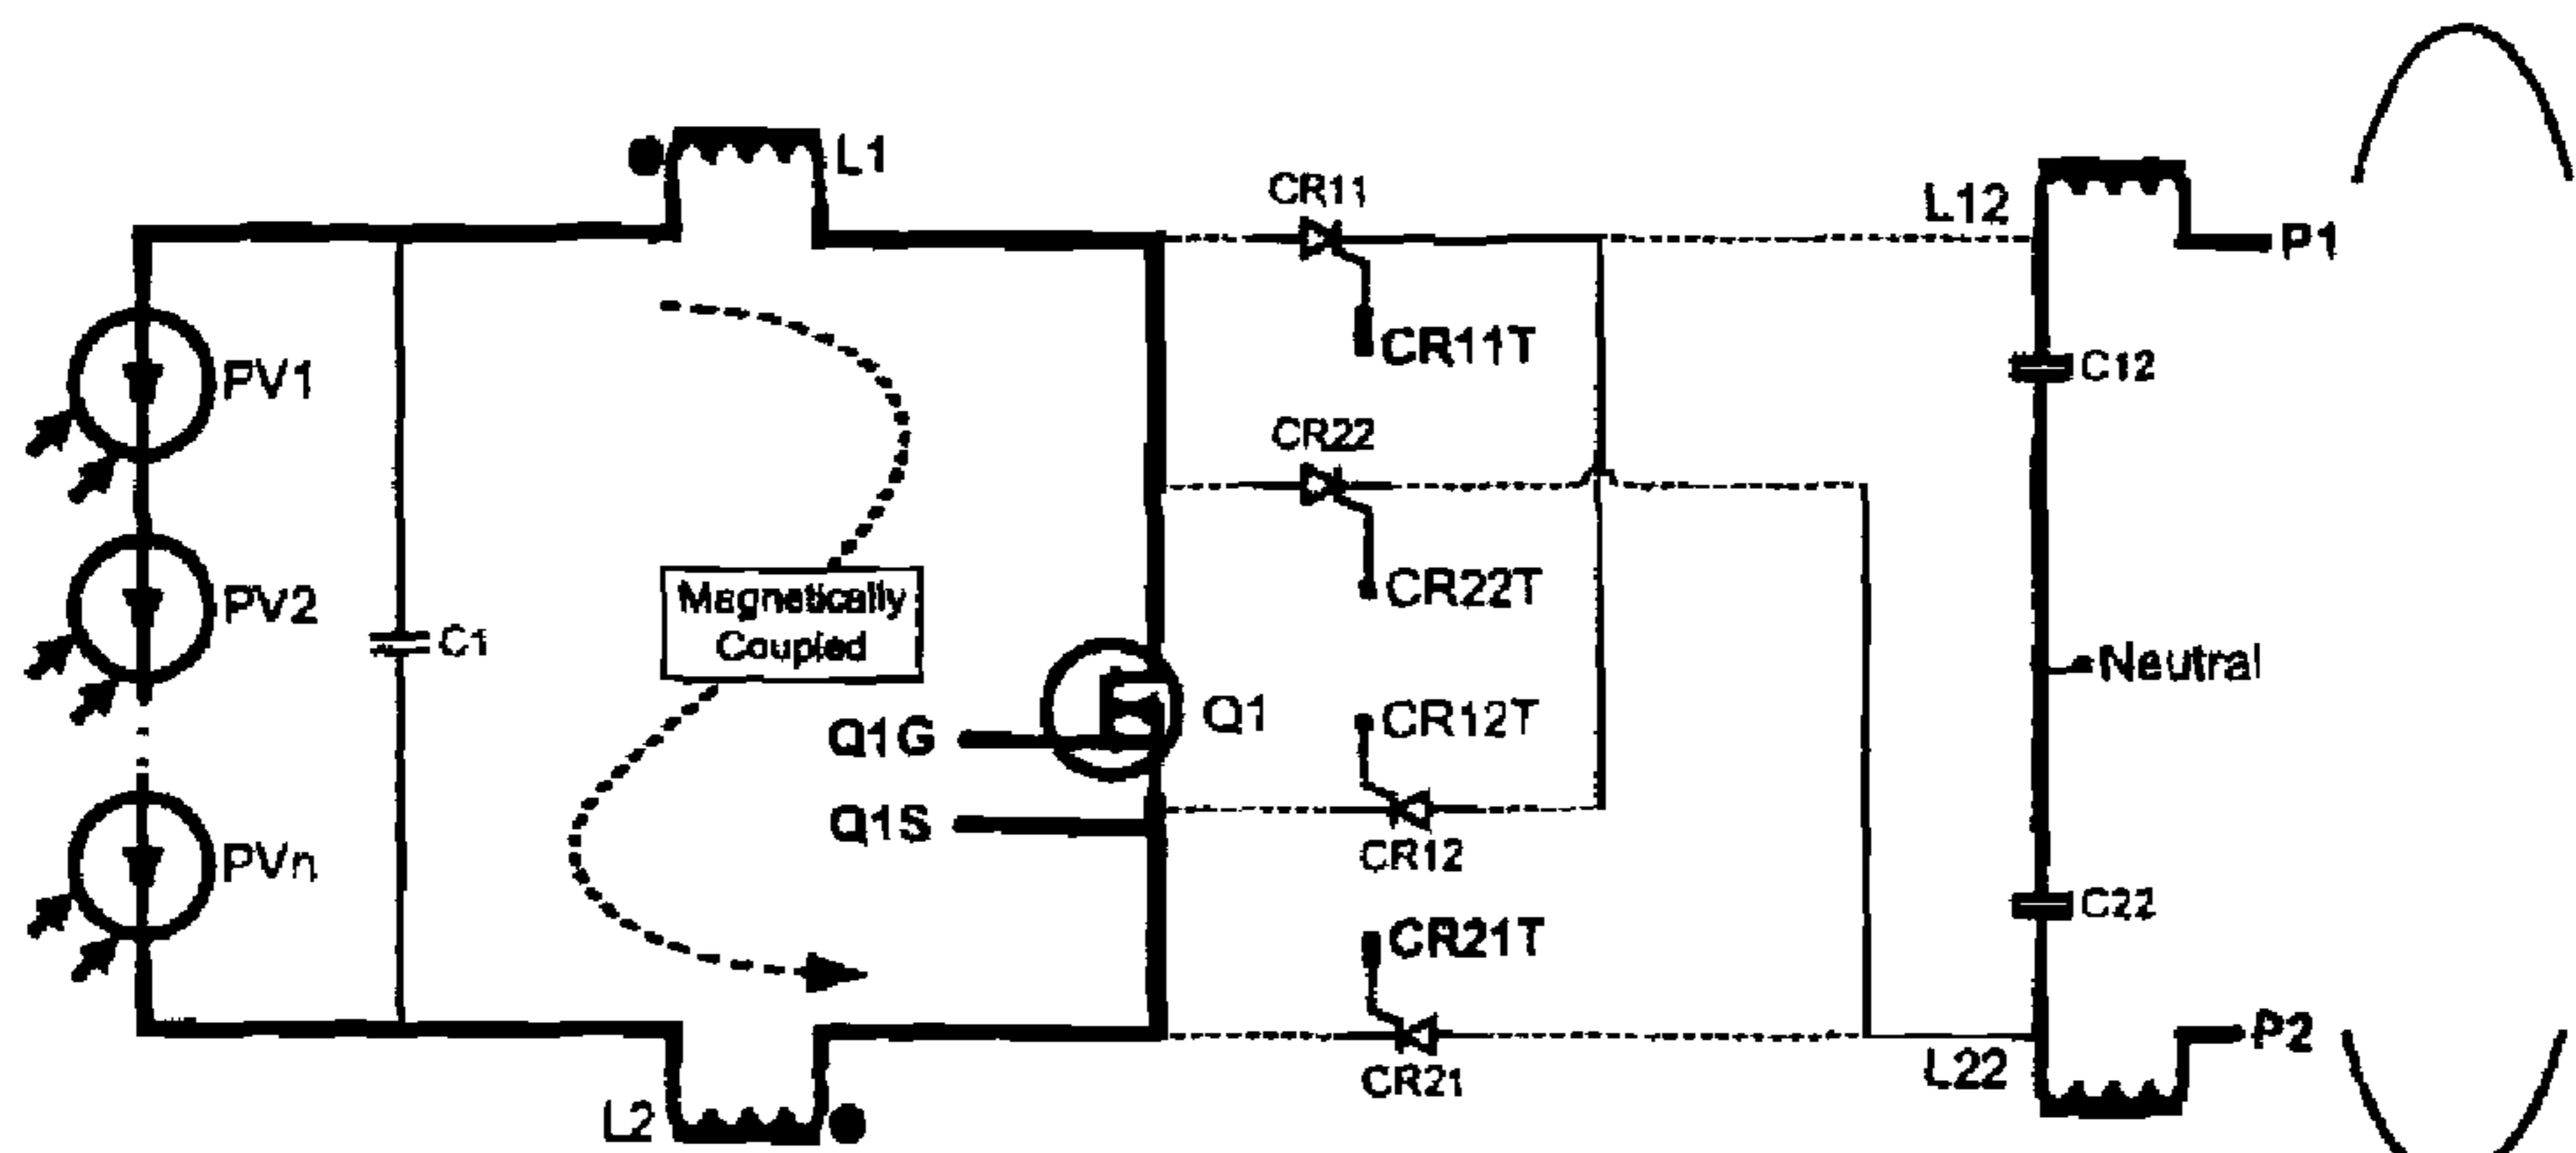 L1
CR11
L12
P1
CR11T
C12
PV1
CR22
CR22T
Magnetically
Coupled
PV2
C1
Neutral
CR12T
Q1
Q1G
Q1S
CR12
PVn
C22
CR21T
P2
L22
CR21
L2